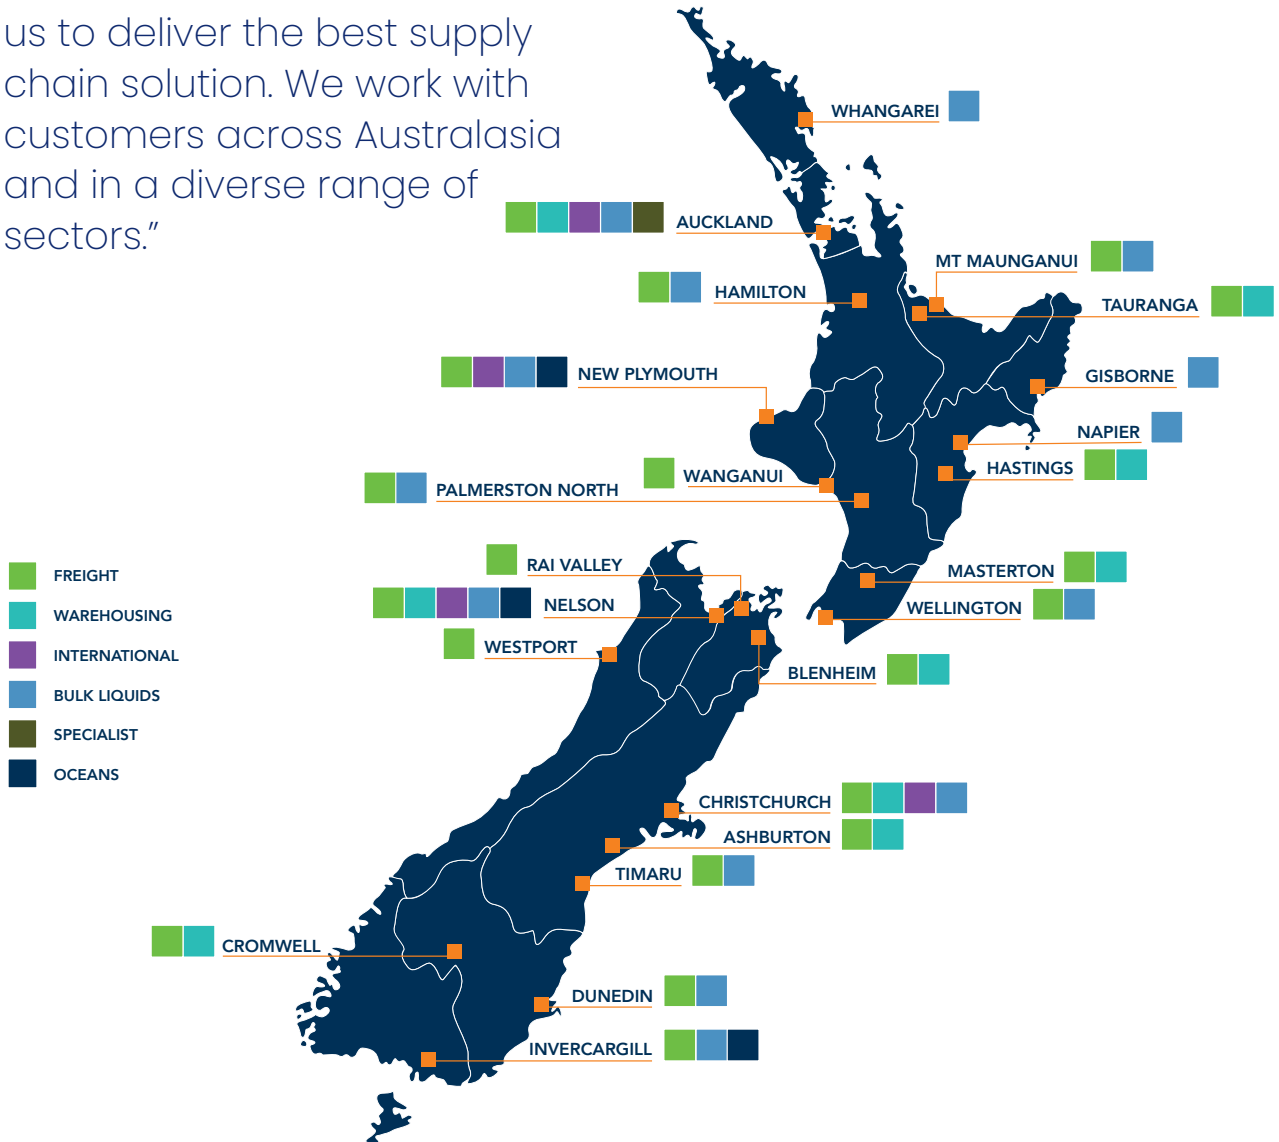 us to deliver the best supply
chain solution. We work with
customers across Australasia
and in a diverse range of
sectors.”
WHANGAREI
AUCKLAND
MT MAUNGANUI
HAMILTON
TAURANGA
NEW PLYMOUTH
GISBORNE
NAPIER
HASTINGS
WANGANUI
PALMERSTON NORTH
RAI VALLEY
MASTERTON
NELSON
WELLINGTON
WESTPORT
BLENHEIM
FREIGHT
WAREHOUSING
INTERNATIONAL
BULK LIQUIDS
SPECIALIST
OCEANS
CHRISTCHURCH
ASHBURTON
TIMARU
CROMWELL
DUNEDIN
INVERCARGILL